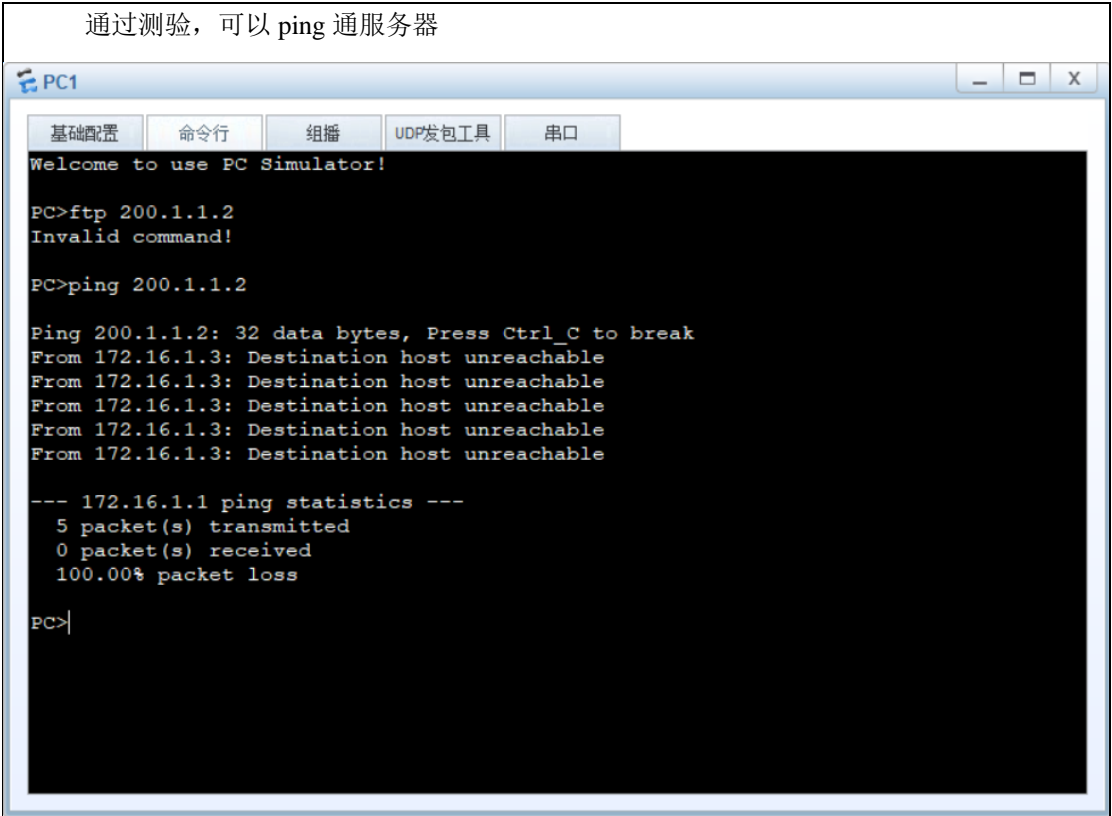 通过测验，可以 ping 通服务器
PC1
基础配置 命令行 组播 UDP发包工具 串口
Welcome to use PC Simulator!
PC>ftp 200.1.1.2
Invalid command!
PC>ping 200.1.1.2
Ping 200.1.1.2: 32 data bytes, Press Ctrl_C to break
From 172.16.1.3: Destination host unreachable
From 172.16.1.3: Destination host unreachable
From 172.16.1.3: Destination host unreachable
From 172.16.1.3: Destination host unreachable
From 172.16.1.3: Destination host unreachable
--- 172.16.1.1 ping statistics ---
5 packet(s) transmitted
0 packet(s) received
100.00% packet loss
PC>